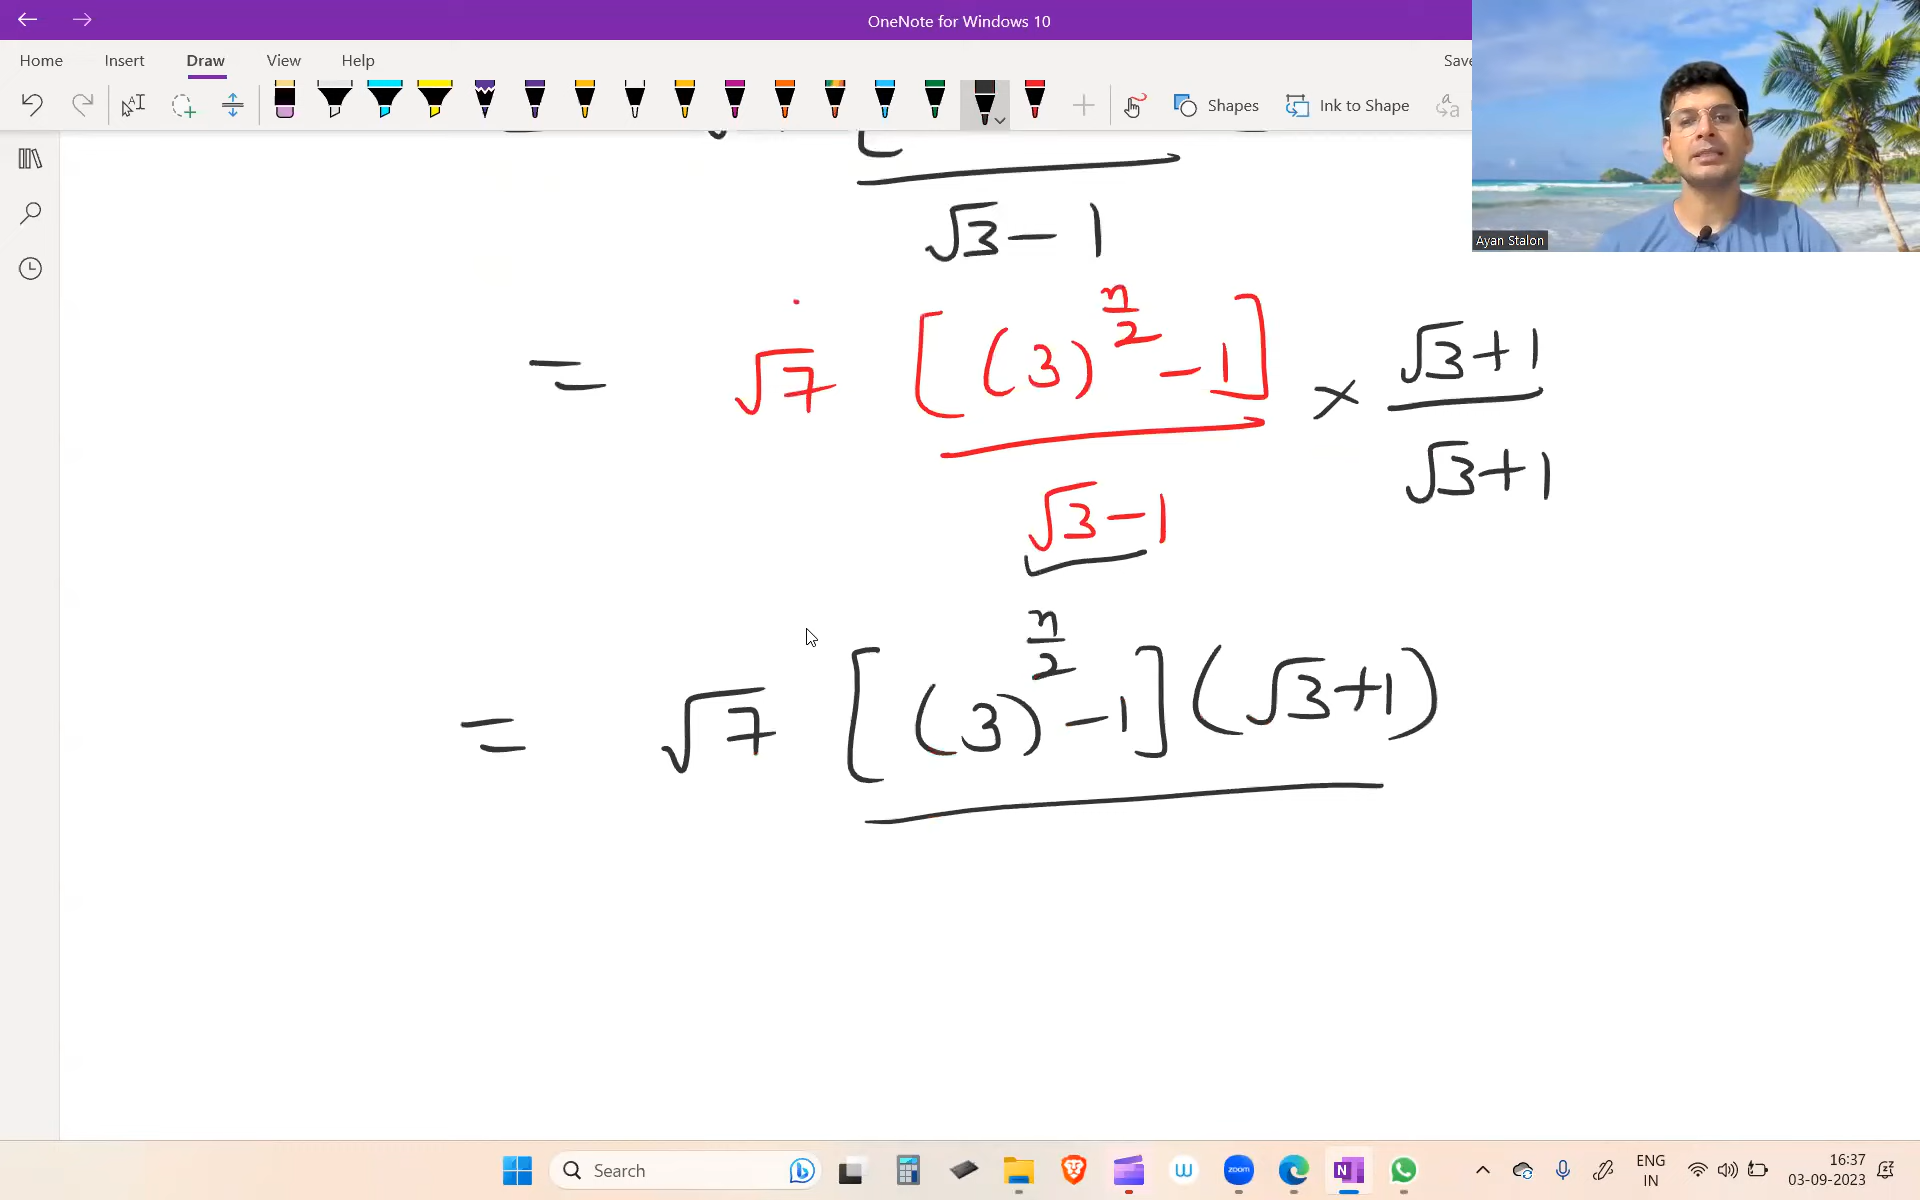 OneNote for Windows 10
Home Insert Draw View Help Save
Shapes Ink to Shape
√3 - 1
= √7 [(3)^(n/2) - 1] / (√3 - 1) × (√3 + 1) / (√3 + 1)
= √7 [(3)^(n/2) - 1] (√3 + 1)
Ayan Stalon
Search
zoom
ENG
IN
16:37
03-09-2023